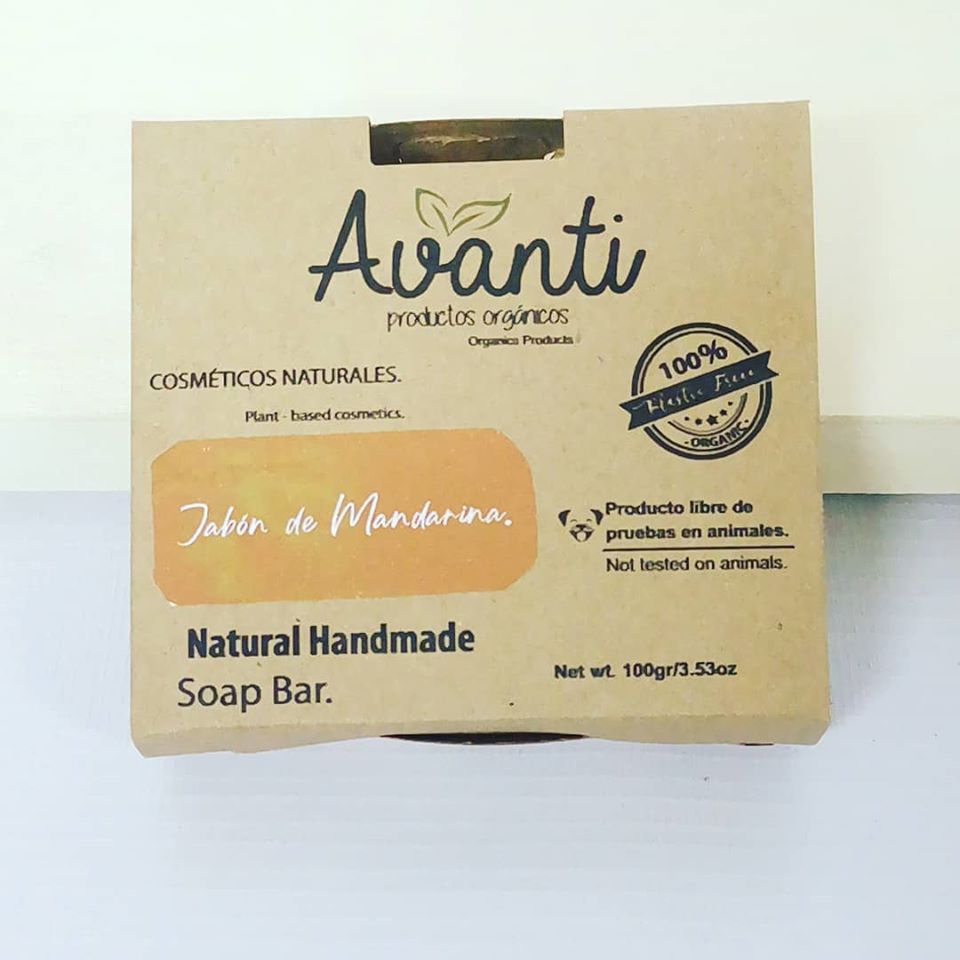 Avanti
productos orgánicos
Organics Products
COSMÉTICOS NATURALES.
Plant - based cosmetics.
100%
Plastic Free
ORGANIC
Jabón de Mandarina.
Producto libre de
pruebas en animales.
Not tested on animals.
Natural Handmade
Soap Bar.
Net wt. 100gr/3.53oz